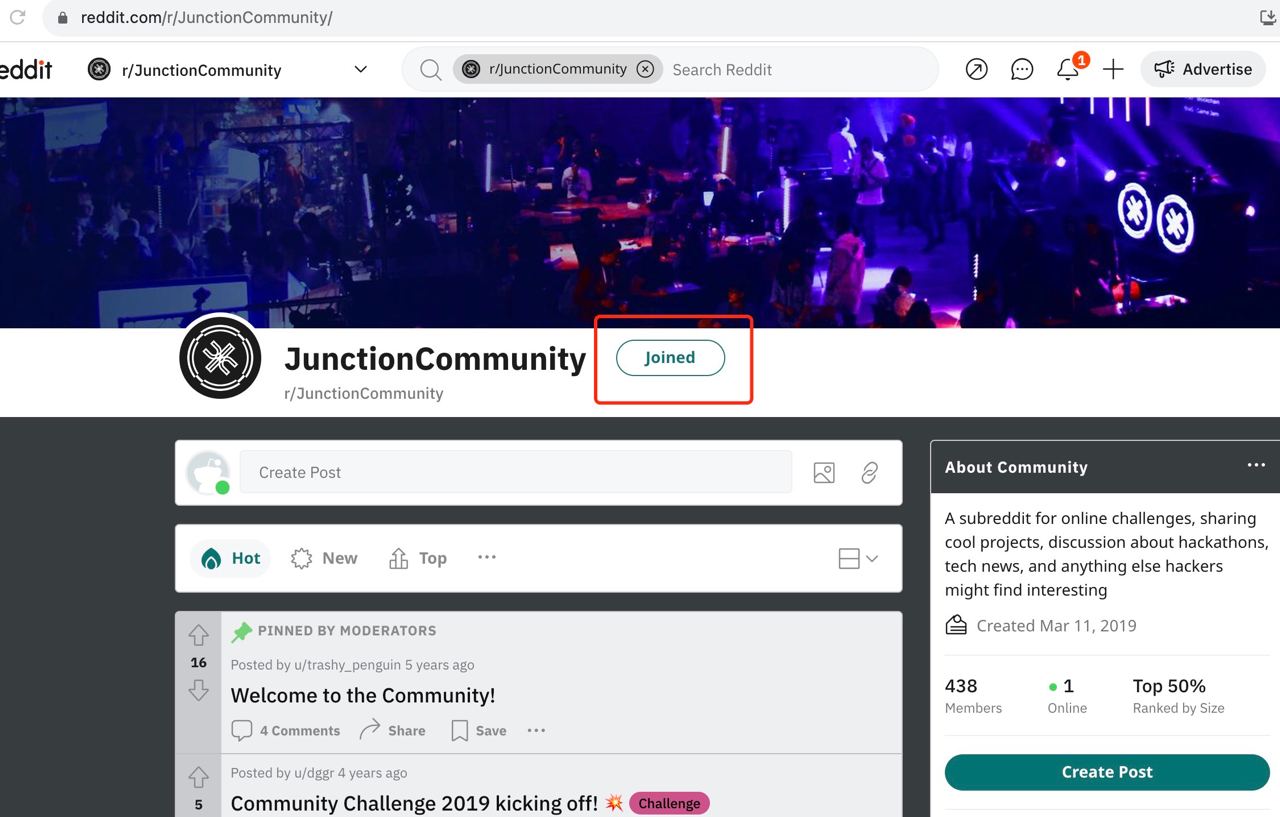 reddit.com/r/JunctionCommunity/
eddit
r/JunctionCommunity
r/JunctionCommunity
Search Reddit
1
Advertise
JunctionCommunity
r/JunctionCommunity
Joined
Create Post
Hot
New
Top
16
PINNED BY MODERATORS
Posted by u/trashy_penguin 5 years ago
Welcome to the Community!
4 Comments
Share
Save
Posted by u/dggr 4 years ago
5
Community Challenge 2019 kicking off! 💥 Challenge
About Community
A subreddit for online challenges, sharing
cool projects, discussion about hackathons,
tech news, and anything else hackers
might find interesting
Created Mar 11, 2019
438
Members
1
Online
Top 50%
Ranked by Size
Create Post